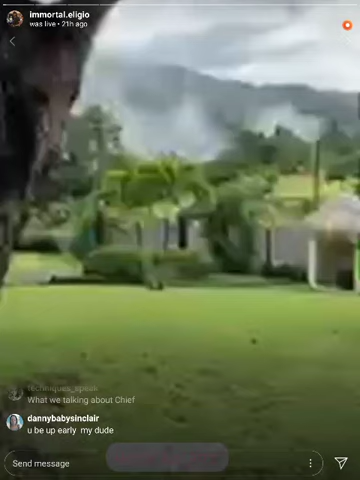 immortal.eligio
was live • 21h ago
techniques_speak
What we talking about Chief
dannybabysinclair
u be up early my dude
Send message